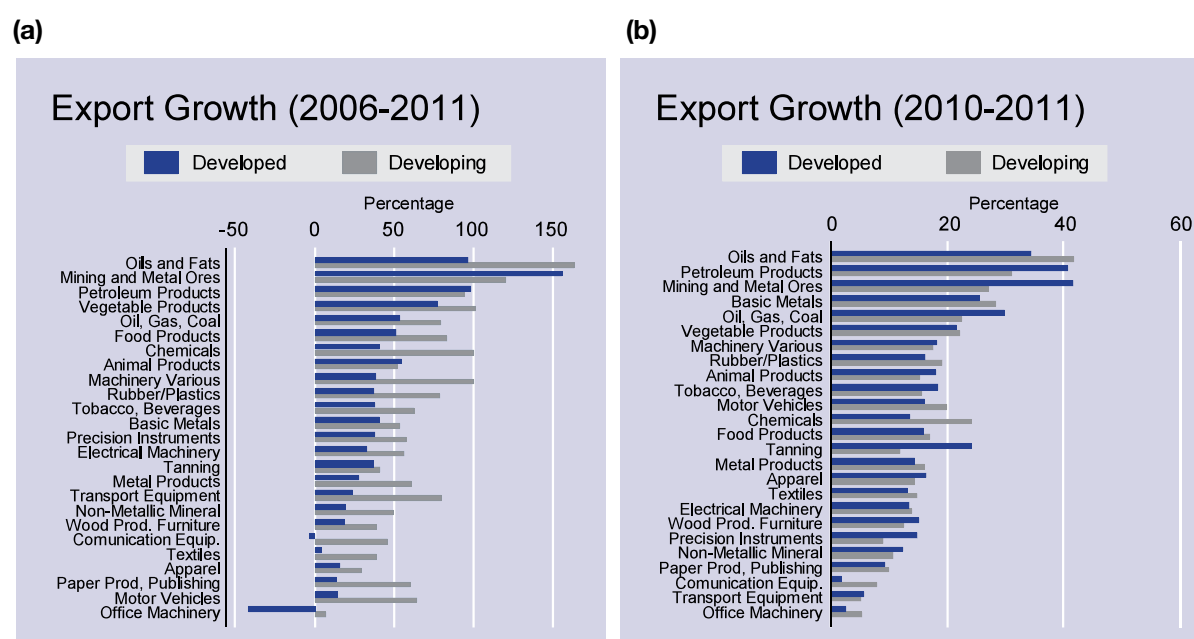 (a)
Export Growth (2006-2011)
Developed Developing
Percentage
-50 0 50 100 150
Oils and Fats
Mining and Metal Ores
Petroleum Products
Vegetable Products
Oil, Gas, Coal
Food Products
Chemicals
Animal Products
Machinery Various
Rubber/Plastics
Tobacco, Beverages
Basic Metals
Precision Instruments
Electrical Machinery
Tanning
Metal Products
Transport Equipment
Non-Metallic Mineral
Wood Prod. Furniture
Comunication Equip.
Textiles
Apparel
Paper Prod, Publishing
Motor Vehicles
Office Machinery
(b)
Export Growth (2010-2011)
Developed Developing
Percentage
0 20 40 60
Oils and Fats
Petroleum Products
Mining and Metal Ores
Basic Metals
Oil, Gas, Coal
Vegetable Products
Machinery Various
Rubber/Plastics
Animal Products
Tobacco, Beverages
Motor Vehicles
Chemicals
Food Products
Tanning
Metal Products
Apparel
Textiles
Electrical Machinery
Wood Prod. Furniture
Precision Instruments
Non-Metallic Mineral
Paper Prod, Publishing
Comunication Equip.
Transport Equipment
Office Machinery